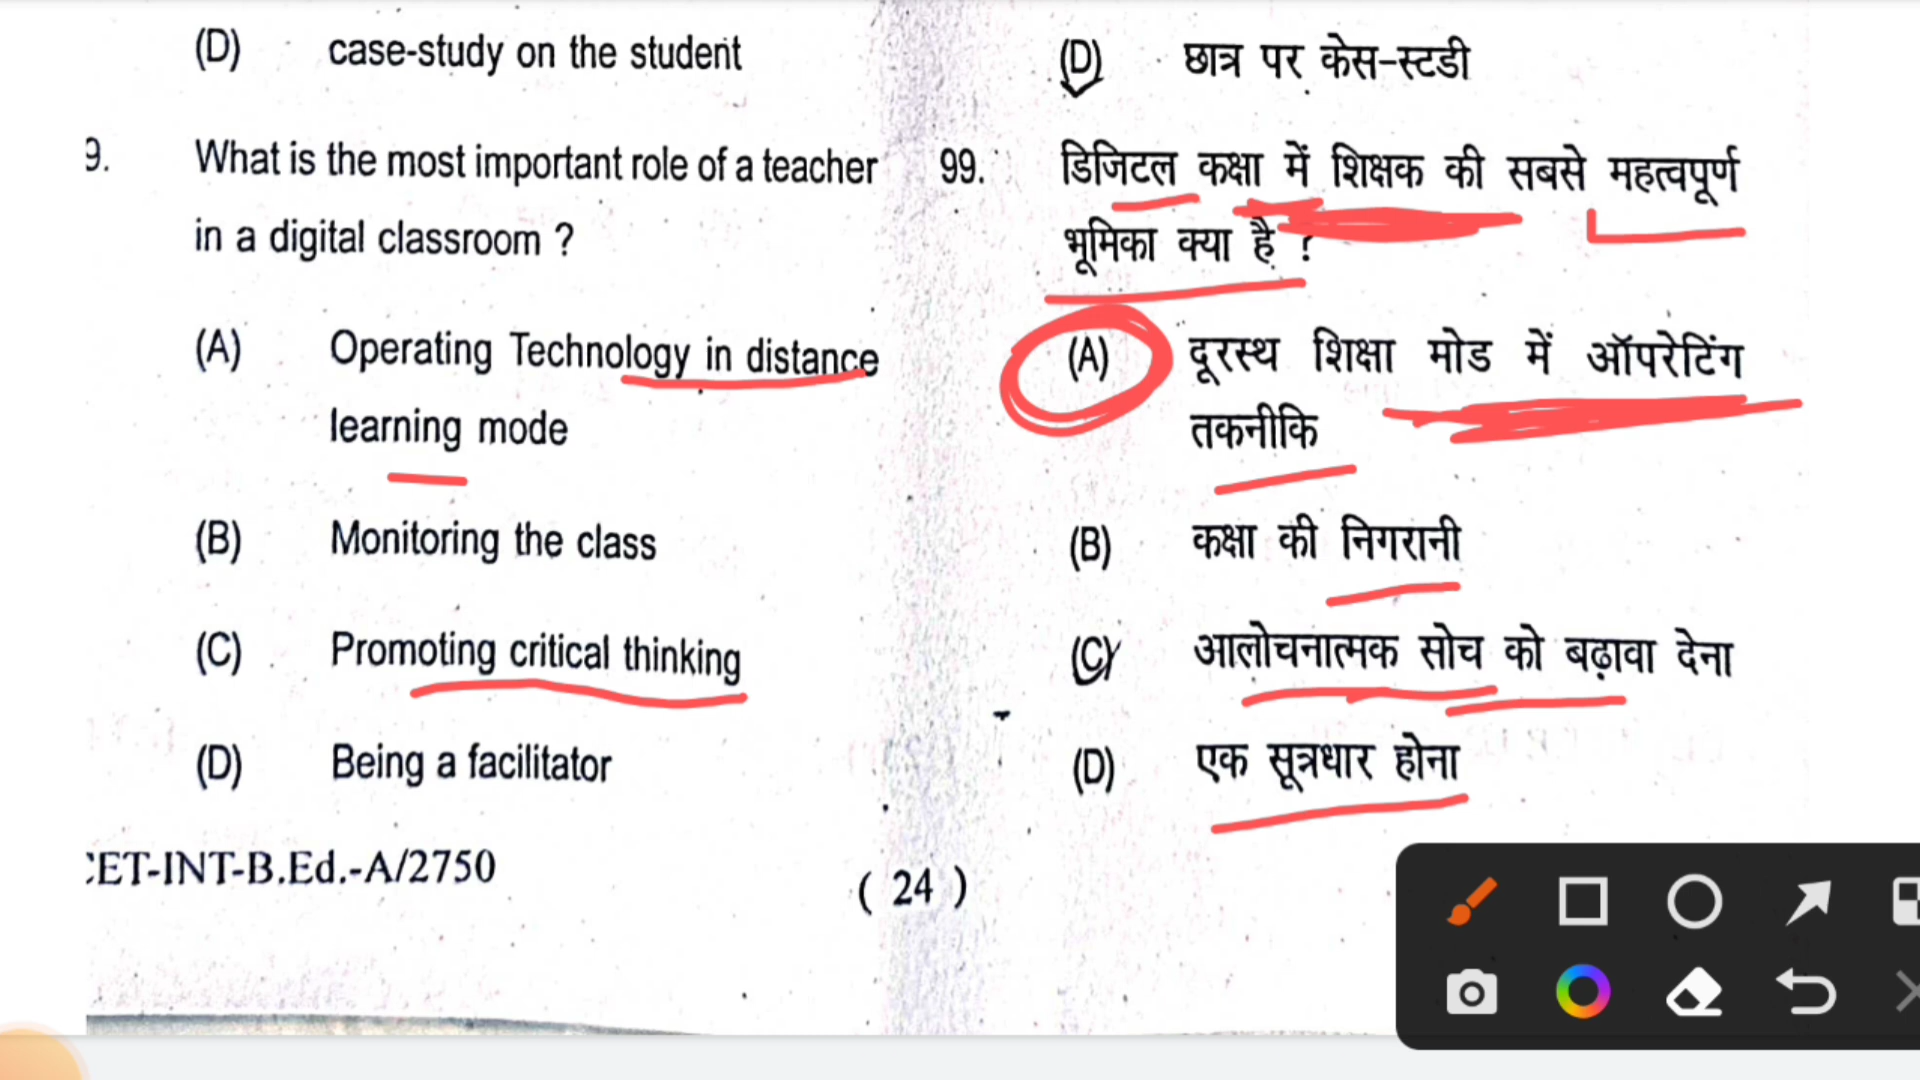 (D) case-study on the student
9. What is the most important role of a teacher
in a digital classroom ?
(A) Operating Technology in distance
learning mode
(B) Monitoring the class
(C) Promoting critical thinking
(D) Being a facilitator
CET-INT-B.Ed.-A/2750
(D) छात्र पर केस-स्टडी
99. डिजिटल कक्षा में शिक्षक की सबसे महत्वपूर्ण
भूमिका क्या है ?
(A) दूरस्थ शिक्षा मोड में ऑपरेटिंग
तकनीकि
(B) कक्षा की निगरानी
(C) आलोचनात्मक सोच को बढ़ावा देना
(D) एक सूत्रधार होना
( 24 )